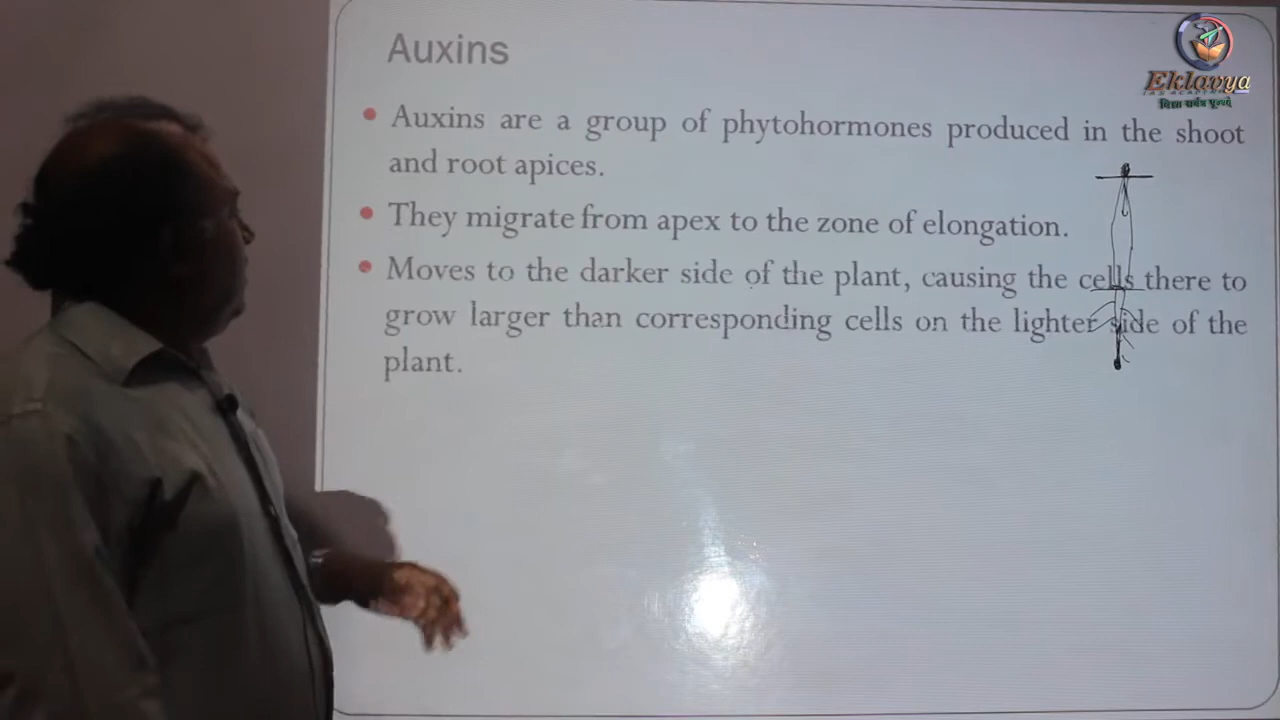 Auxins
Eklavya
• Auxins are a group of phytohormones produced in the shoot
and root apices.
• They migrate from apex to the zone of elongation.
• Moves to the darker side of the plant, causing the cells there to
grow larger than corresponding cells on the lighter side of the
plant.